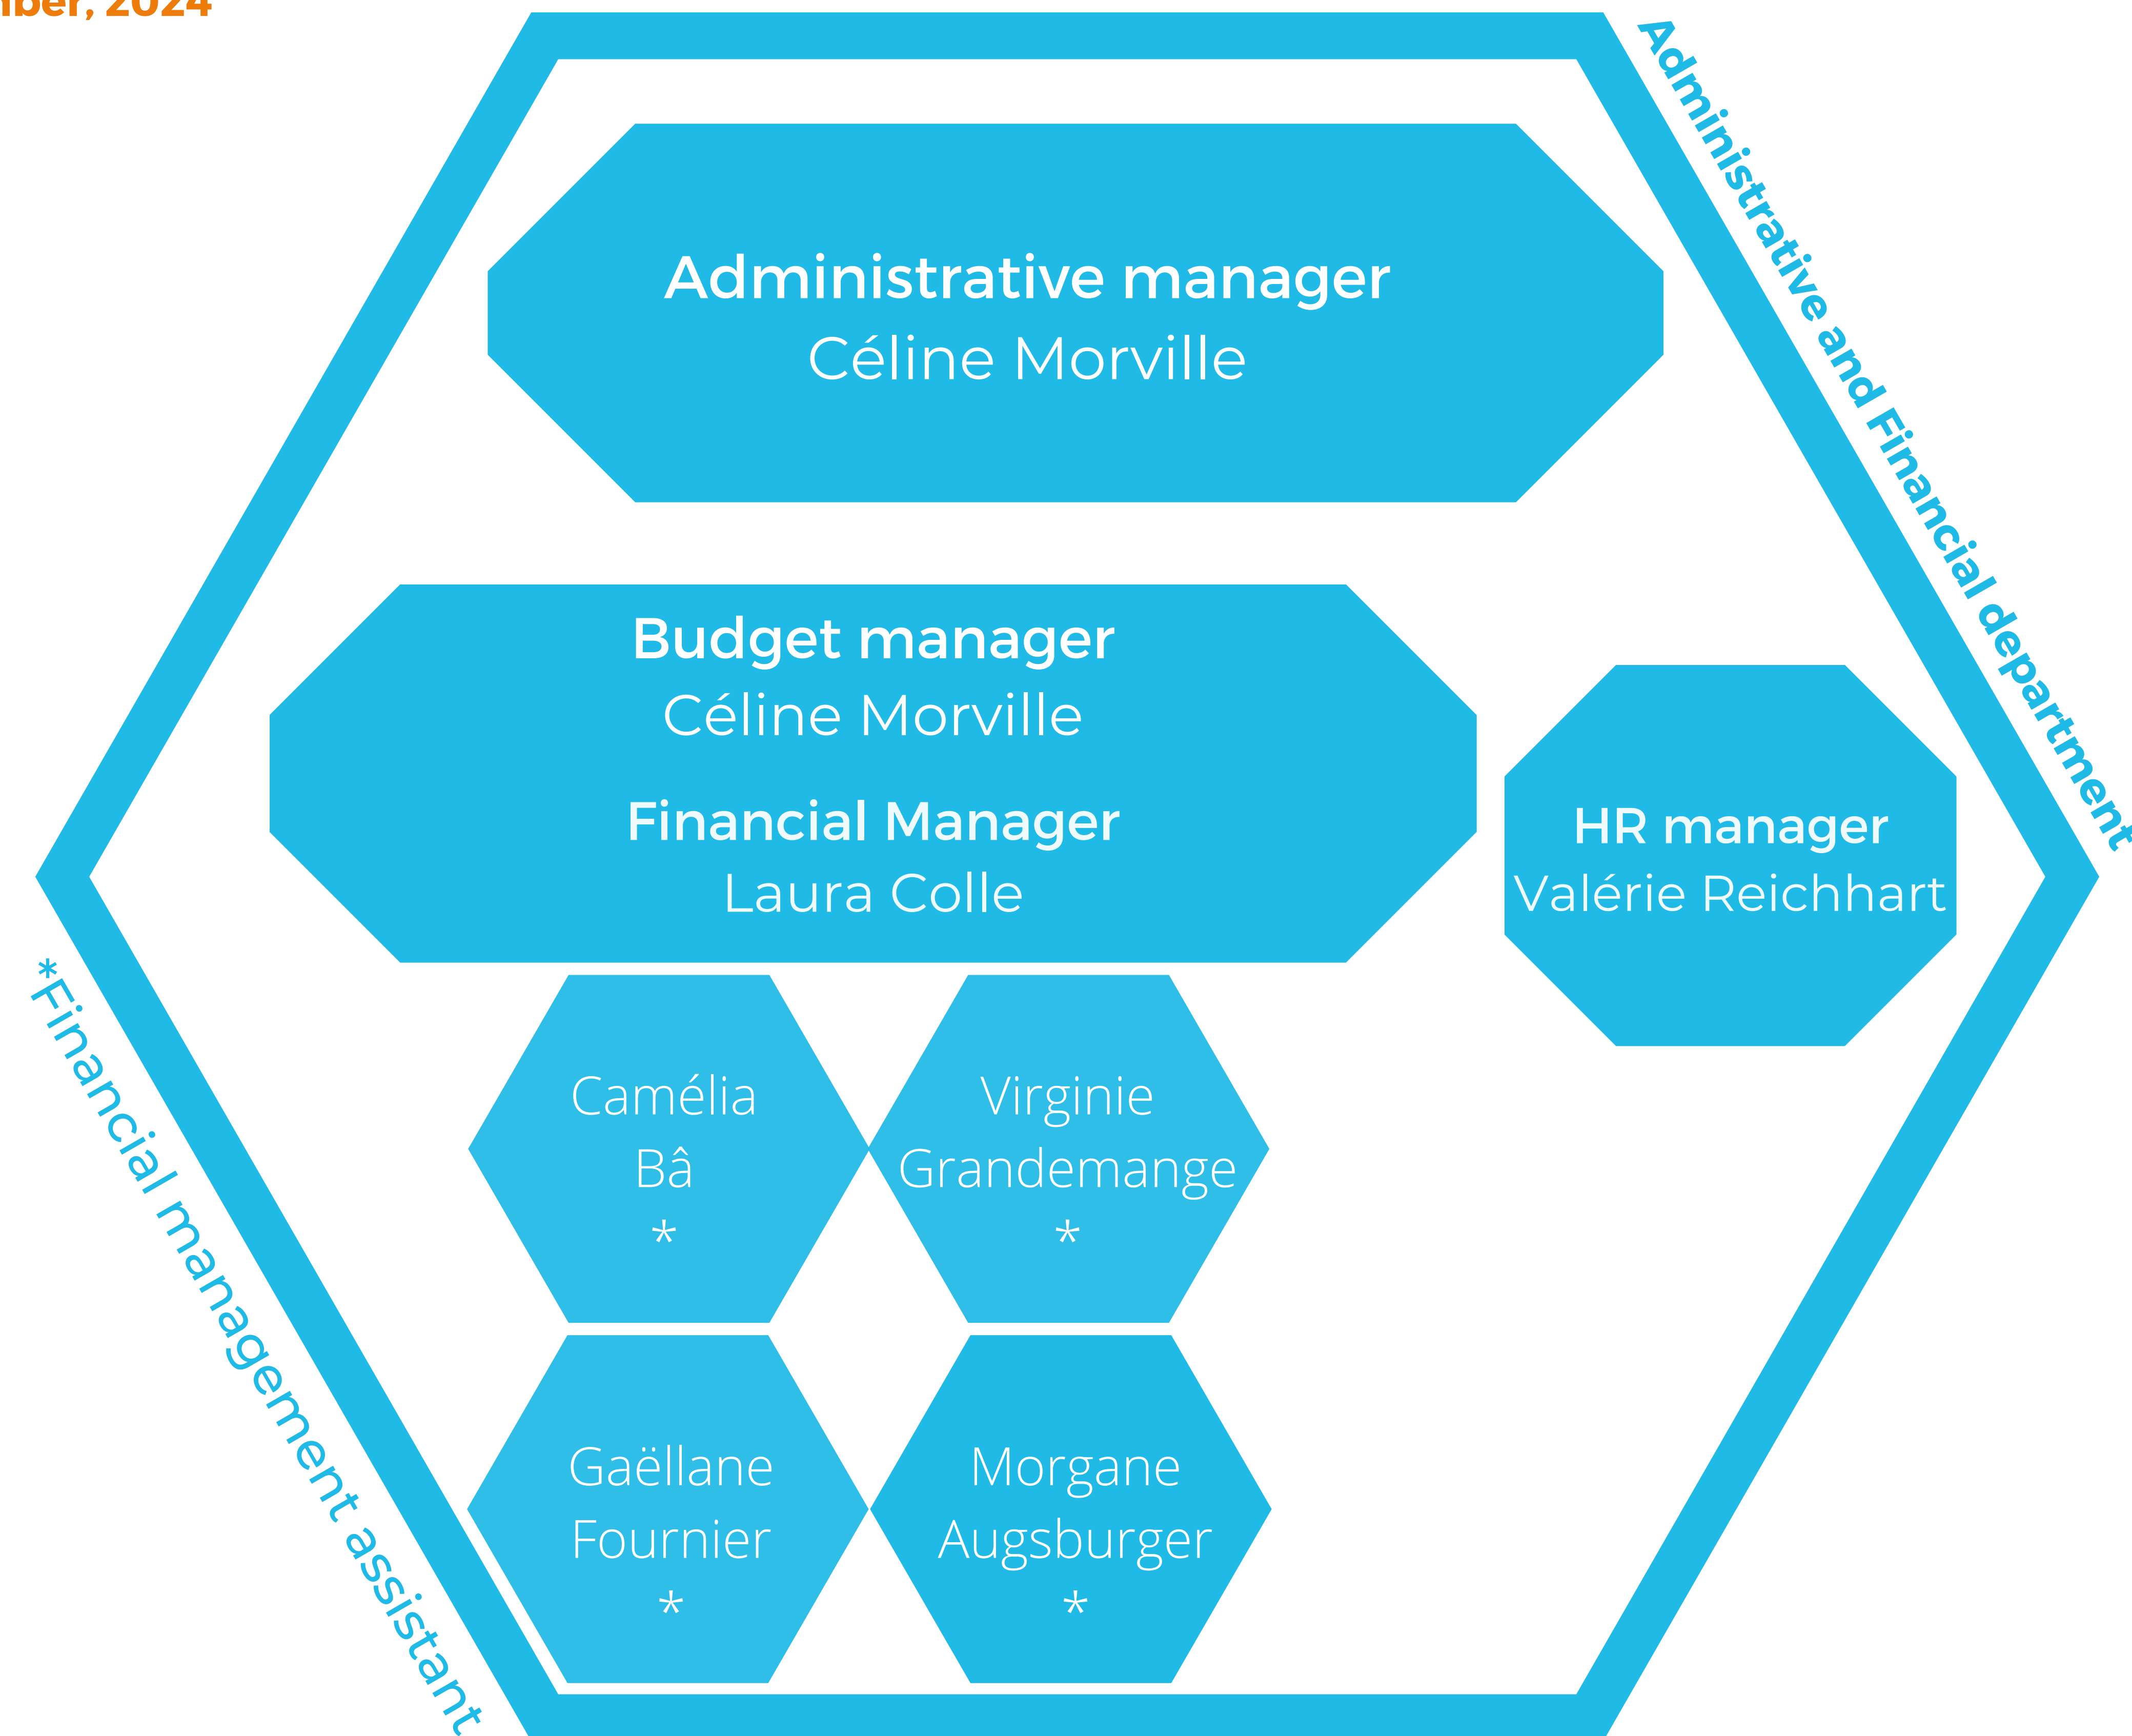 2024
Administrative and Financial department
Administrative manager
Céline Morville
Budget manager
Céline Morville
Financial Manager
Laura Colle
HR manager
Valérie Reichhart
Camélia
Bâ
*
Virginie
Grandemange
*
Gaëllane
Fournier
*
Morgane
Augsburger
*
*Financial management assistant